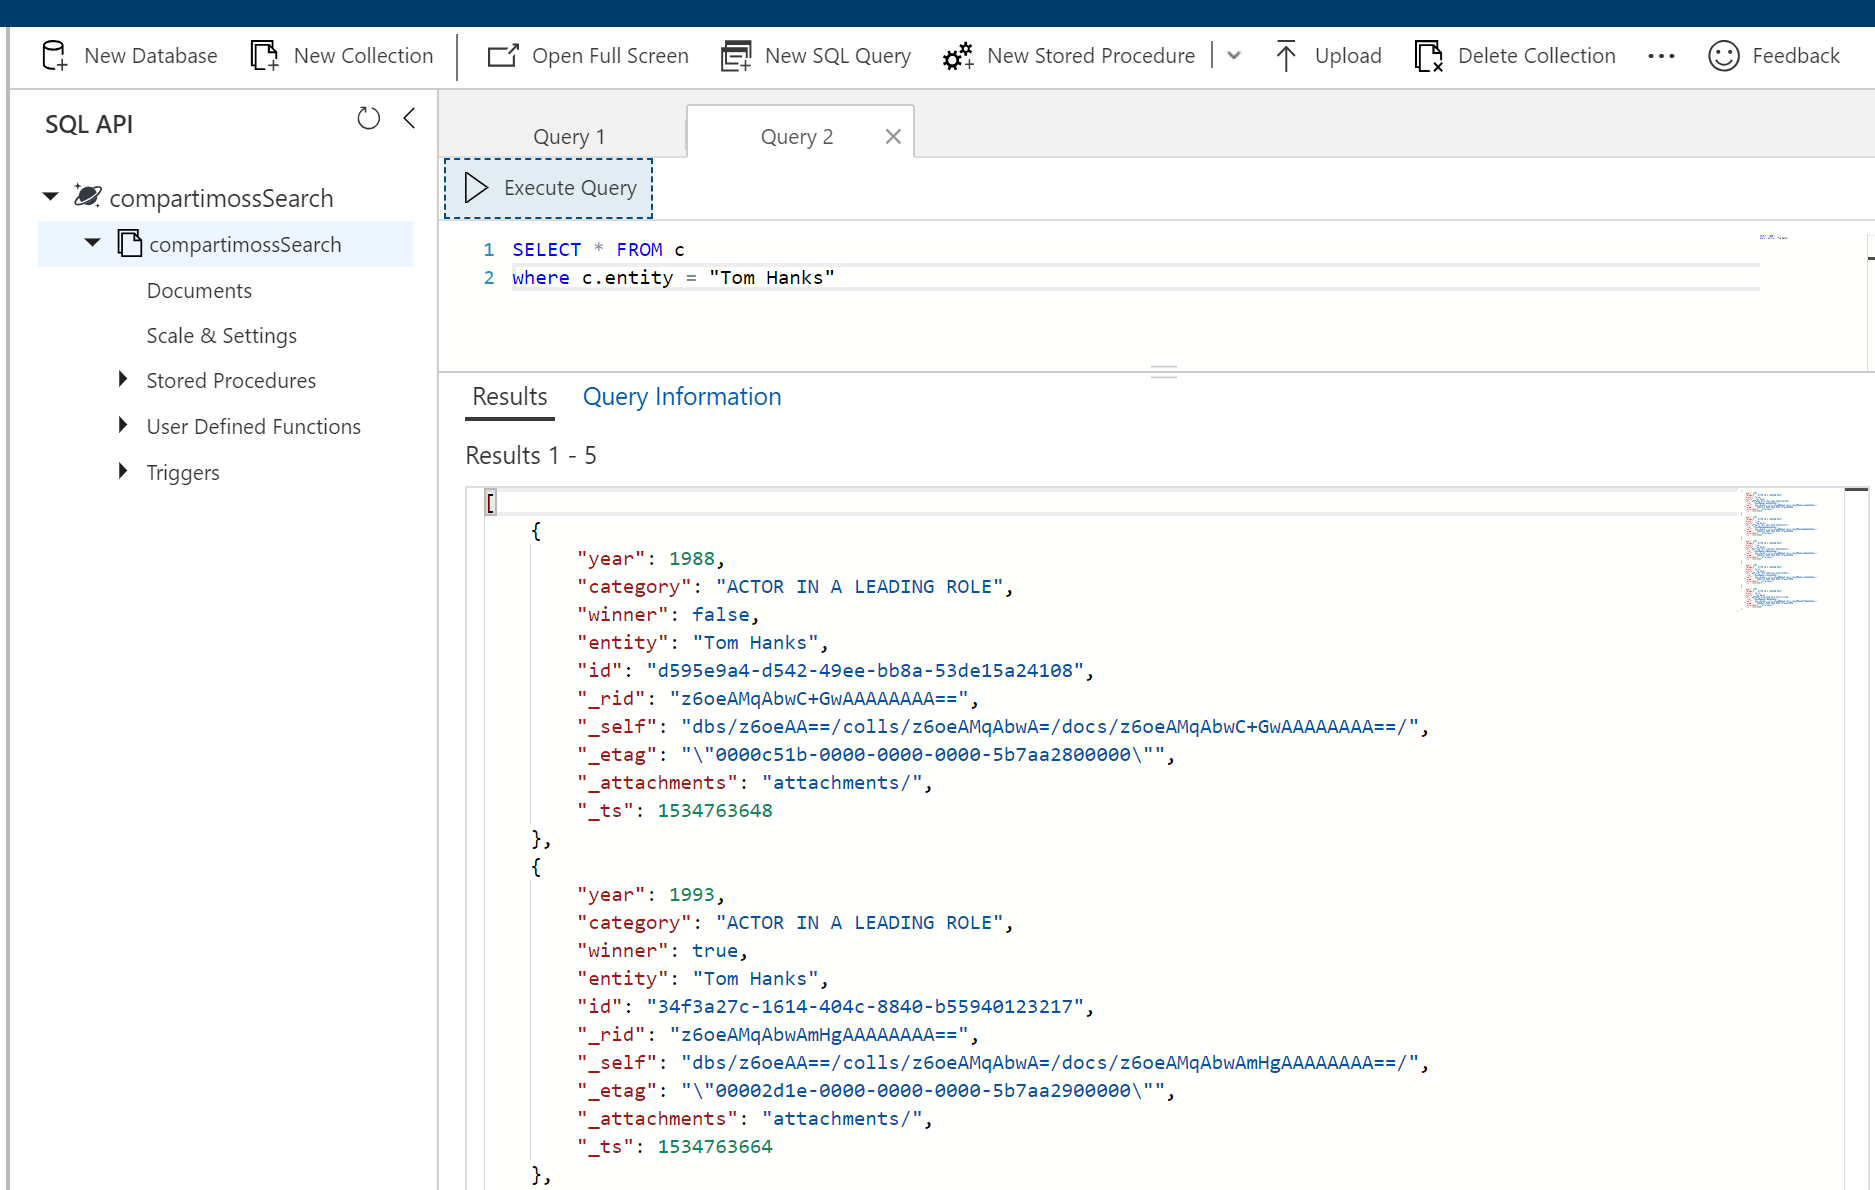 New Database New Collection Open Full Screen New SQL Query New Stored Procedure Upload Delete Collection ... Feedback
SQL API
compartimossSearch
compartimossSearch
Documents
Scale & Settings
Stored Procedures
User Defined Functions
Triggers
Query 1 Query 2
Execute Query
1 SELECT * FROM c
2 where c.entity = "Tom Hanks"
Results Query Information
Results 1 - 5
[
{
"year": 1988,
"category": "ACTOR IN A LEADING ROLE",
"winner": false,
"entity": "Tom Hanks",
"id": "d595e9a4-d542-49ee-bb8a-53de15a24108",
"_rid": "z6oeAMqAbwC+GwAAAAAAAA==",
"_self": "dbs/z6oeAA==/colls/z6oeAMqAbwA=/docs/z6oeAMqAbwC+GwAAAAAAAA==/",
"_etag": "\"0000c51b-0000-0000-0000-5b7aa2800000\"",
"_attachments": "attachments/",
"_ts": 1534763648
},
{
"year": 1993,
"category": "ACTOR IN A LEADING ROLE",
"winner": true,
"entity": "Tom Hanks",
"id": "34f3a27c-1614-404c-8840-b55940123217",
"_rid": "z6oeAMqAbwAmHgAAAAAAAA==",
"_self": "dbs/z6oeAA==/colls/z6oeAMqAbwA=/docs/z6oeAMqAbwAmHgAAAAAAAA==/",
"_etag": "\"00002d1e-0000-0000-0000-5b7aa2900000\"",
"_attachments": "attachments/",
"_ts": 1534763664
},